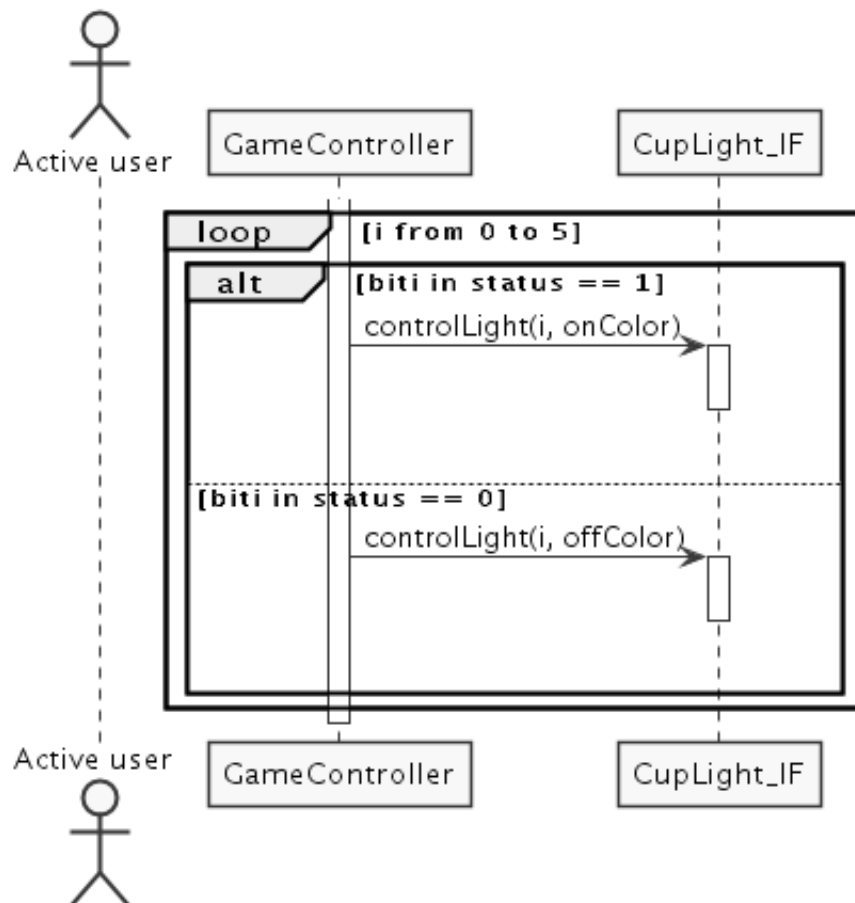 Active user
GameController
CupLight_IF
loop
[i from 0 to 5]
alt
[biti in status == 1]
controlLight(i, onColor)
[biti in status == 0]
controlLight(i, offColor)
Active user
GameController
CupLight_IF